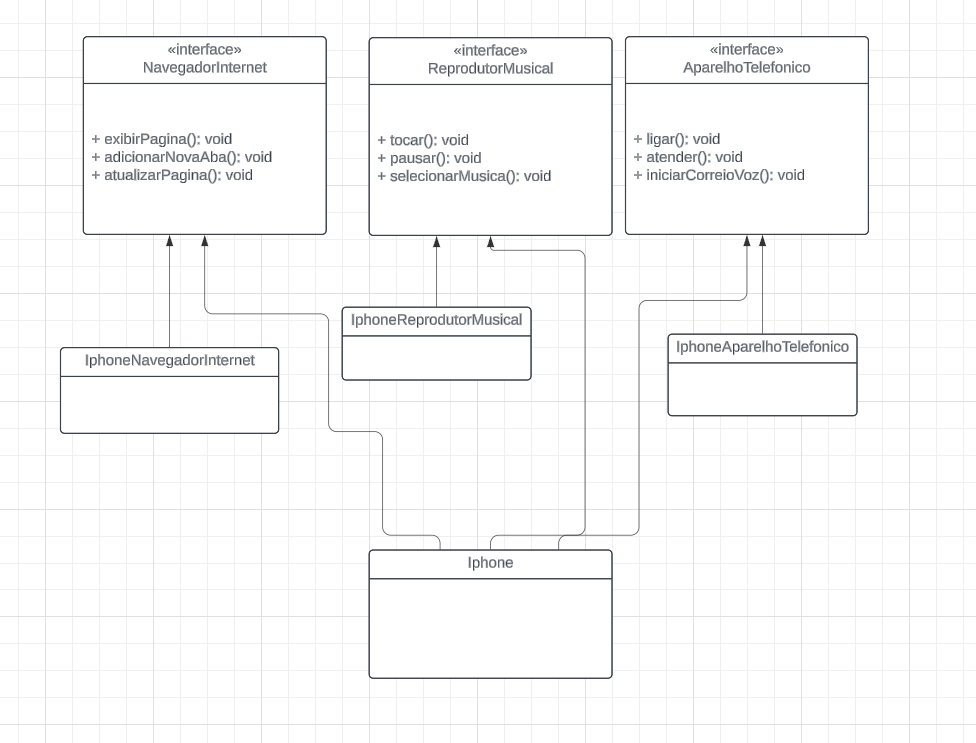 «interface»
NavegadorInternet
+ exibirPagina(): void
+ adicionarNovaAba(): void
+ atualizarPagina(): void
«interface»
ReprodutorMusical
+ tocar(): void
+ pausar(): void
+ selecionarMusica(): void
«interface»
AparelhoTelefonico
+ ligar(): void
+ atender(): void
+ iniciarCorreioVoz(): void
IphoneNavegadorInternet
IphoneReprodutorMusical
IphoneAparelhoTelefonico
Iphone